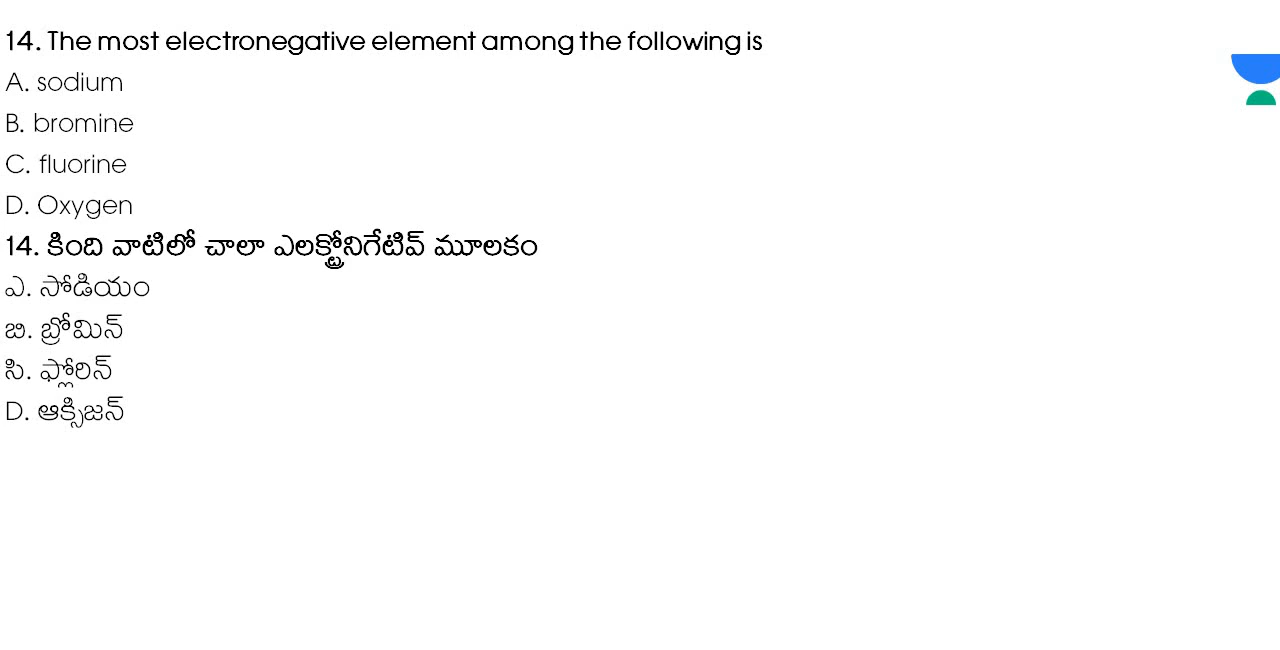 14. The most electronegative element among the following is
A. sodium
B. bromine
C. fluorine
D. Oxygen
14. కింది వాటిలో చాలా ఎలక్ట్రోనిగేటివ్ మూలకం
ఎ. సోడియం
బి. బ్రోమిన్
సి. ఫ్లోరిన్
D. ఆక్సిజన్